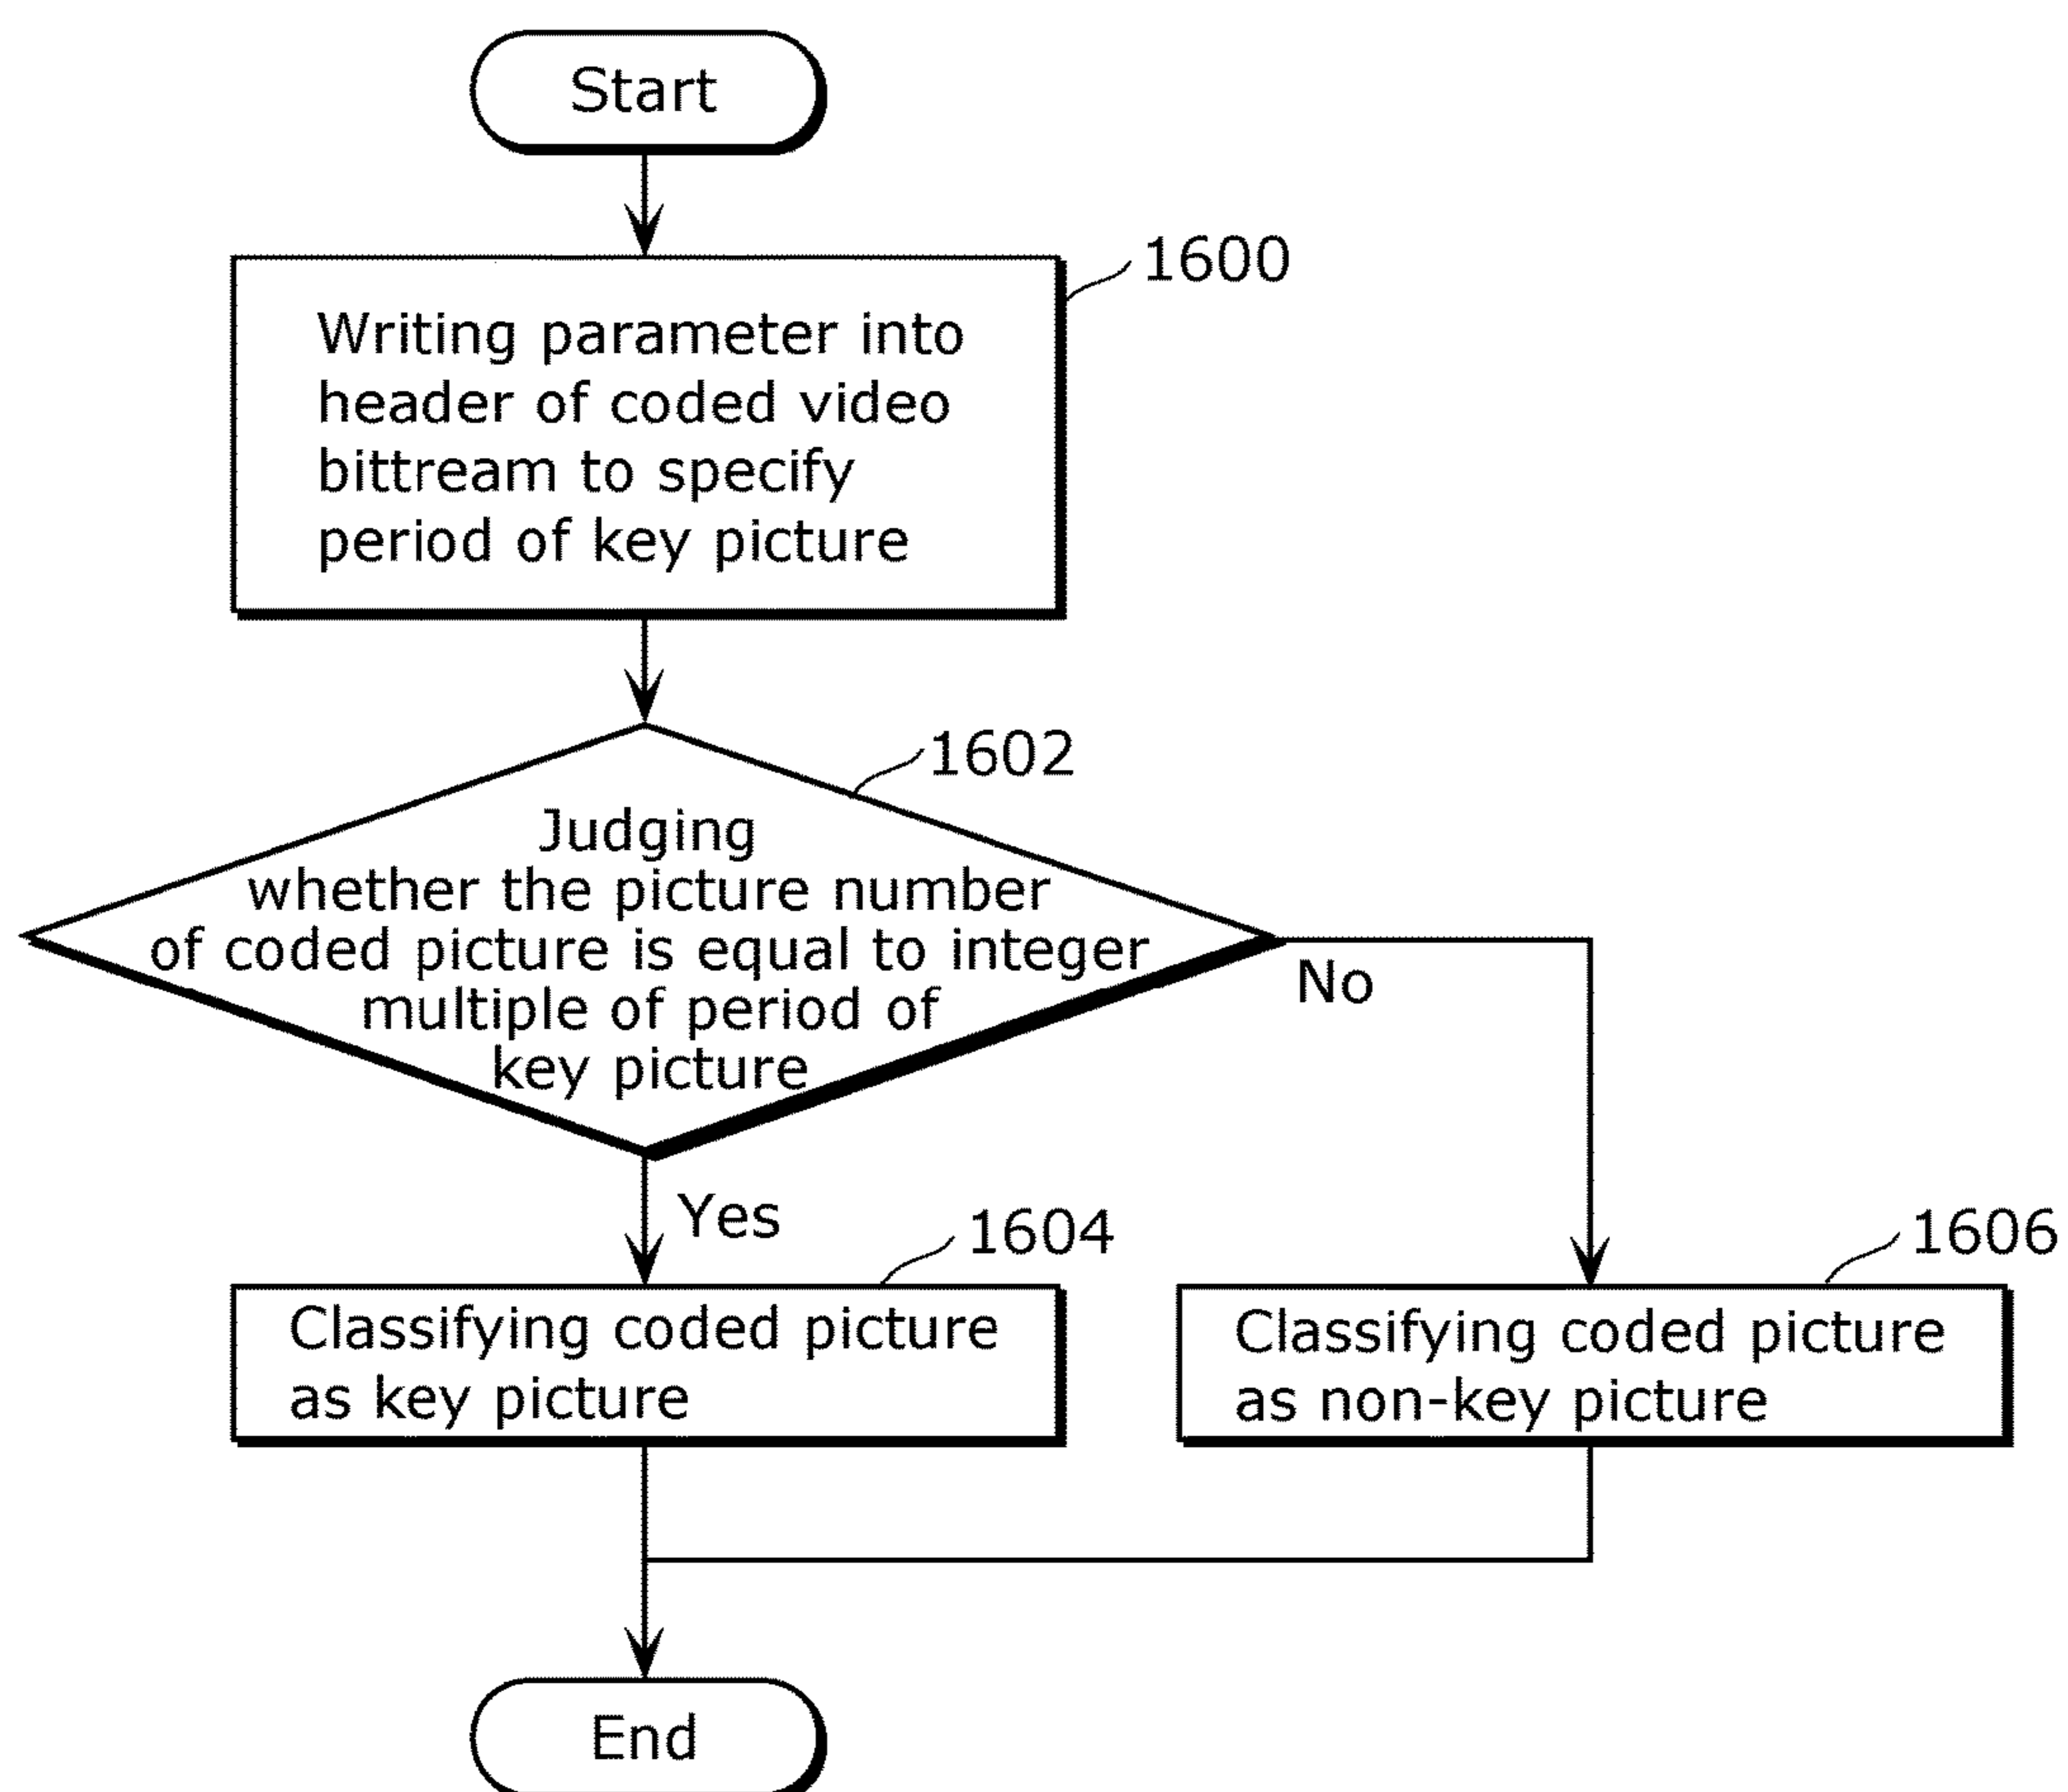 Start
1600
Writing parameter into
header of coded video
bittream to specify
period of key picture
1602
Judging
whether the picture number
of coded picture is equal to integer
multiple of period of
key picture
No
Yes
1604
Classifying coded picture
as key picture
1606
Classifying coded picture
as non-key picture
End